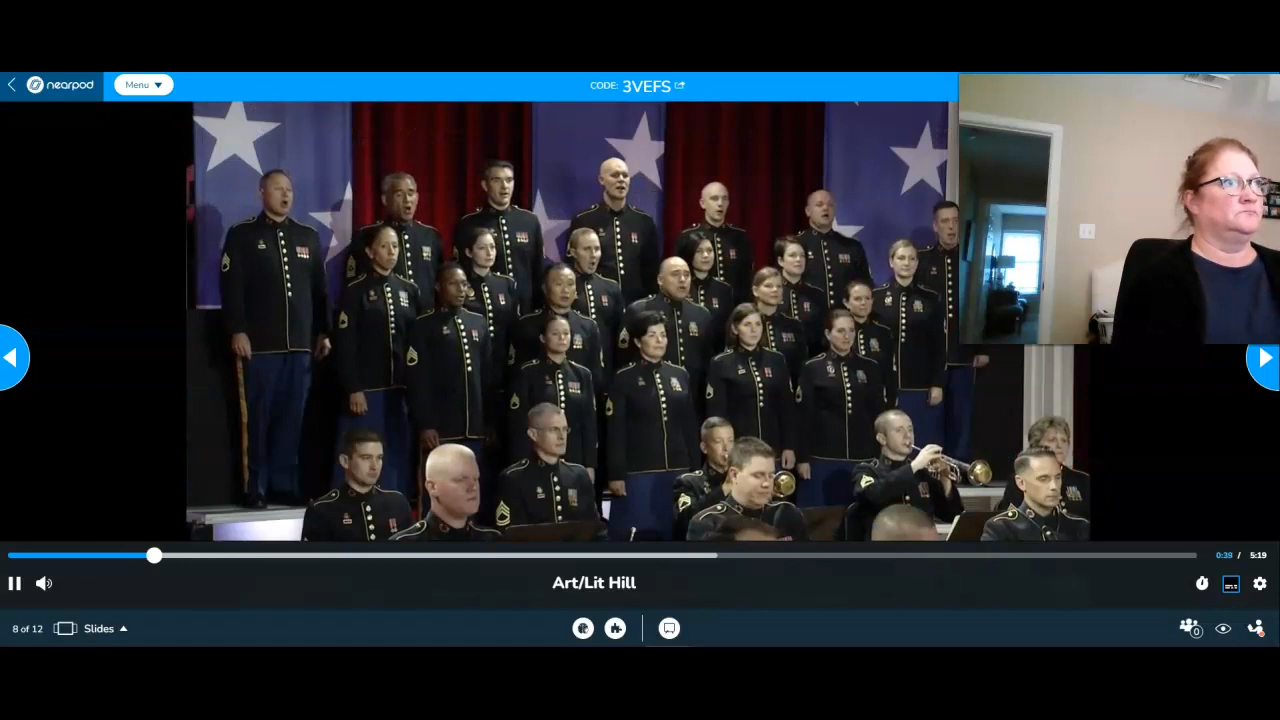 nearpod
Menu
CODE: 3VEFS
0:39 / 5:19
Art/Lit Hill
8 of 12
Slides
0